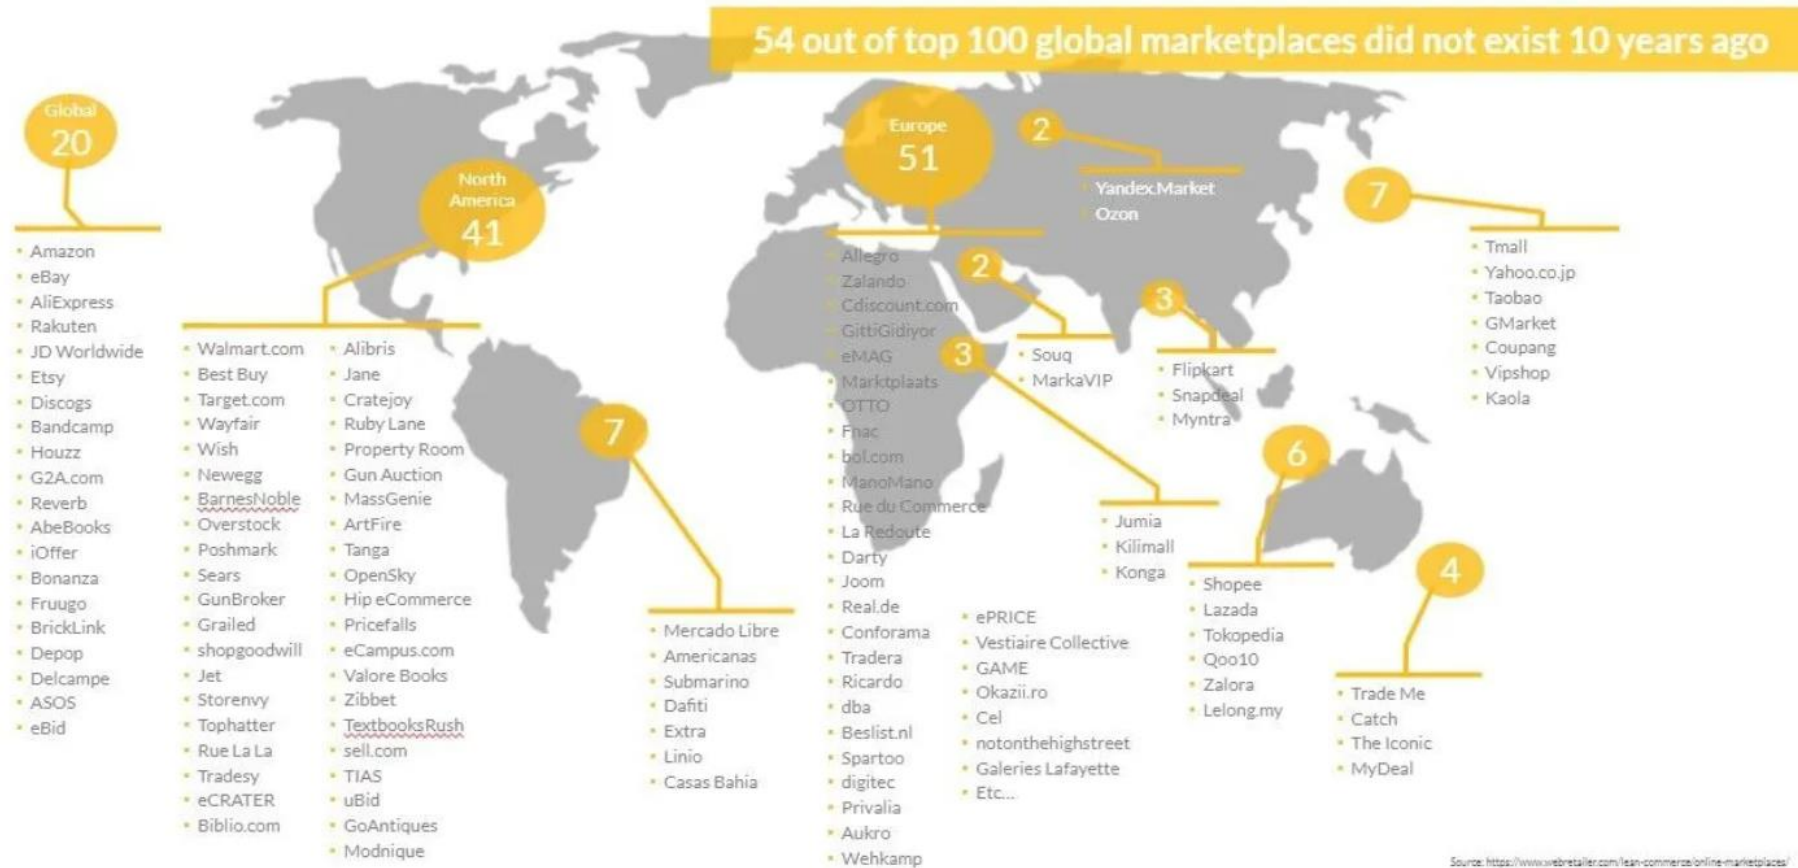 54 out of top 100 global marketplaces did not exist 10 years ago
Global
20
Amazon
eBay
AliExpress
Rakuten
JD Worldwide
Etsy
Discogs
Bandcamp
Houzz
G2A.com
Reverb
AbeBooks
iOffer
Bonanza
Fruugo
BrickLink
Depop
Delcampe
ASOS
eBid
North
America
41
Walmart.com
Best Buy
Target.com
Wayfair
Wish
Newegg
BarnesNoble
Overstock
Poshmark
Sears
GunBroker
Grailed
shopgoodwill
Jet
Storenvy
Tophatter
Rue La La
Tradesy
eCRATER
Biblio.com
Alibris
Jane
Cratejoy
Ruby Lane
Property Room
Gun Auction
MassGenie
ArtFire
Tanga
OpenSky
Hip eCommerce
Pricefalls
eCampus.com
Valore Books
Zibbet
TextbooksRush
sell.com
TIAS
uBid
GoAntiques
Modnique
7
Mercado Libre
Americanas
Submarino
Dafiti
Extra
Linio
Casas Bahia
Europe
51
Allegro
Zalando
Cdiscount.com
GittiGidiyor
eMAG
Marktplaats
OTTO
Fnac
bol.com
ManoMano
Rue du Commerce
La Redoute
Darty
Joom
Real.de
Conforama
Tradera
Ricardo
dba
Beslist.nl
Spartoo
digitec
Privalia
Aukro
Wehkamp
ePRICE
Vestiaire Collective
GAME
Okazii.ro
Cel
notonthehighstreet
Galeries Lafayette
Etc...
2
Yandex.Market
Ozon
2
Souq
MarkaVIP
3
Jumia
Kilimall
Konga
3
Flipkart
Snapdeal
Myntra
6
Shopee
Lazada
Tokopedia
Qoo10
Zalora
Lelong.my
7
Tmall
Yahoo.co.jp
Taobao
GMarket
Coupang
Vipshop
Kaola
4
Trade Me
Catch
The Iconic
MyDeal
Source: https://www.webretailer.com/lean-commerce/online-marketplaces/